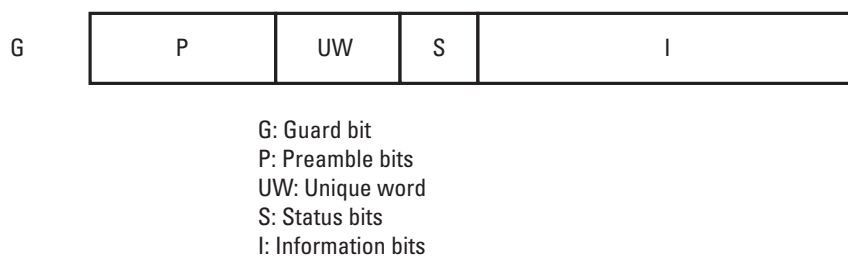 G P UW S I
G: Guard bit
P: Preamble bits
UW: Unique word
S: Status bits
I: Information bits